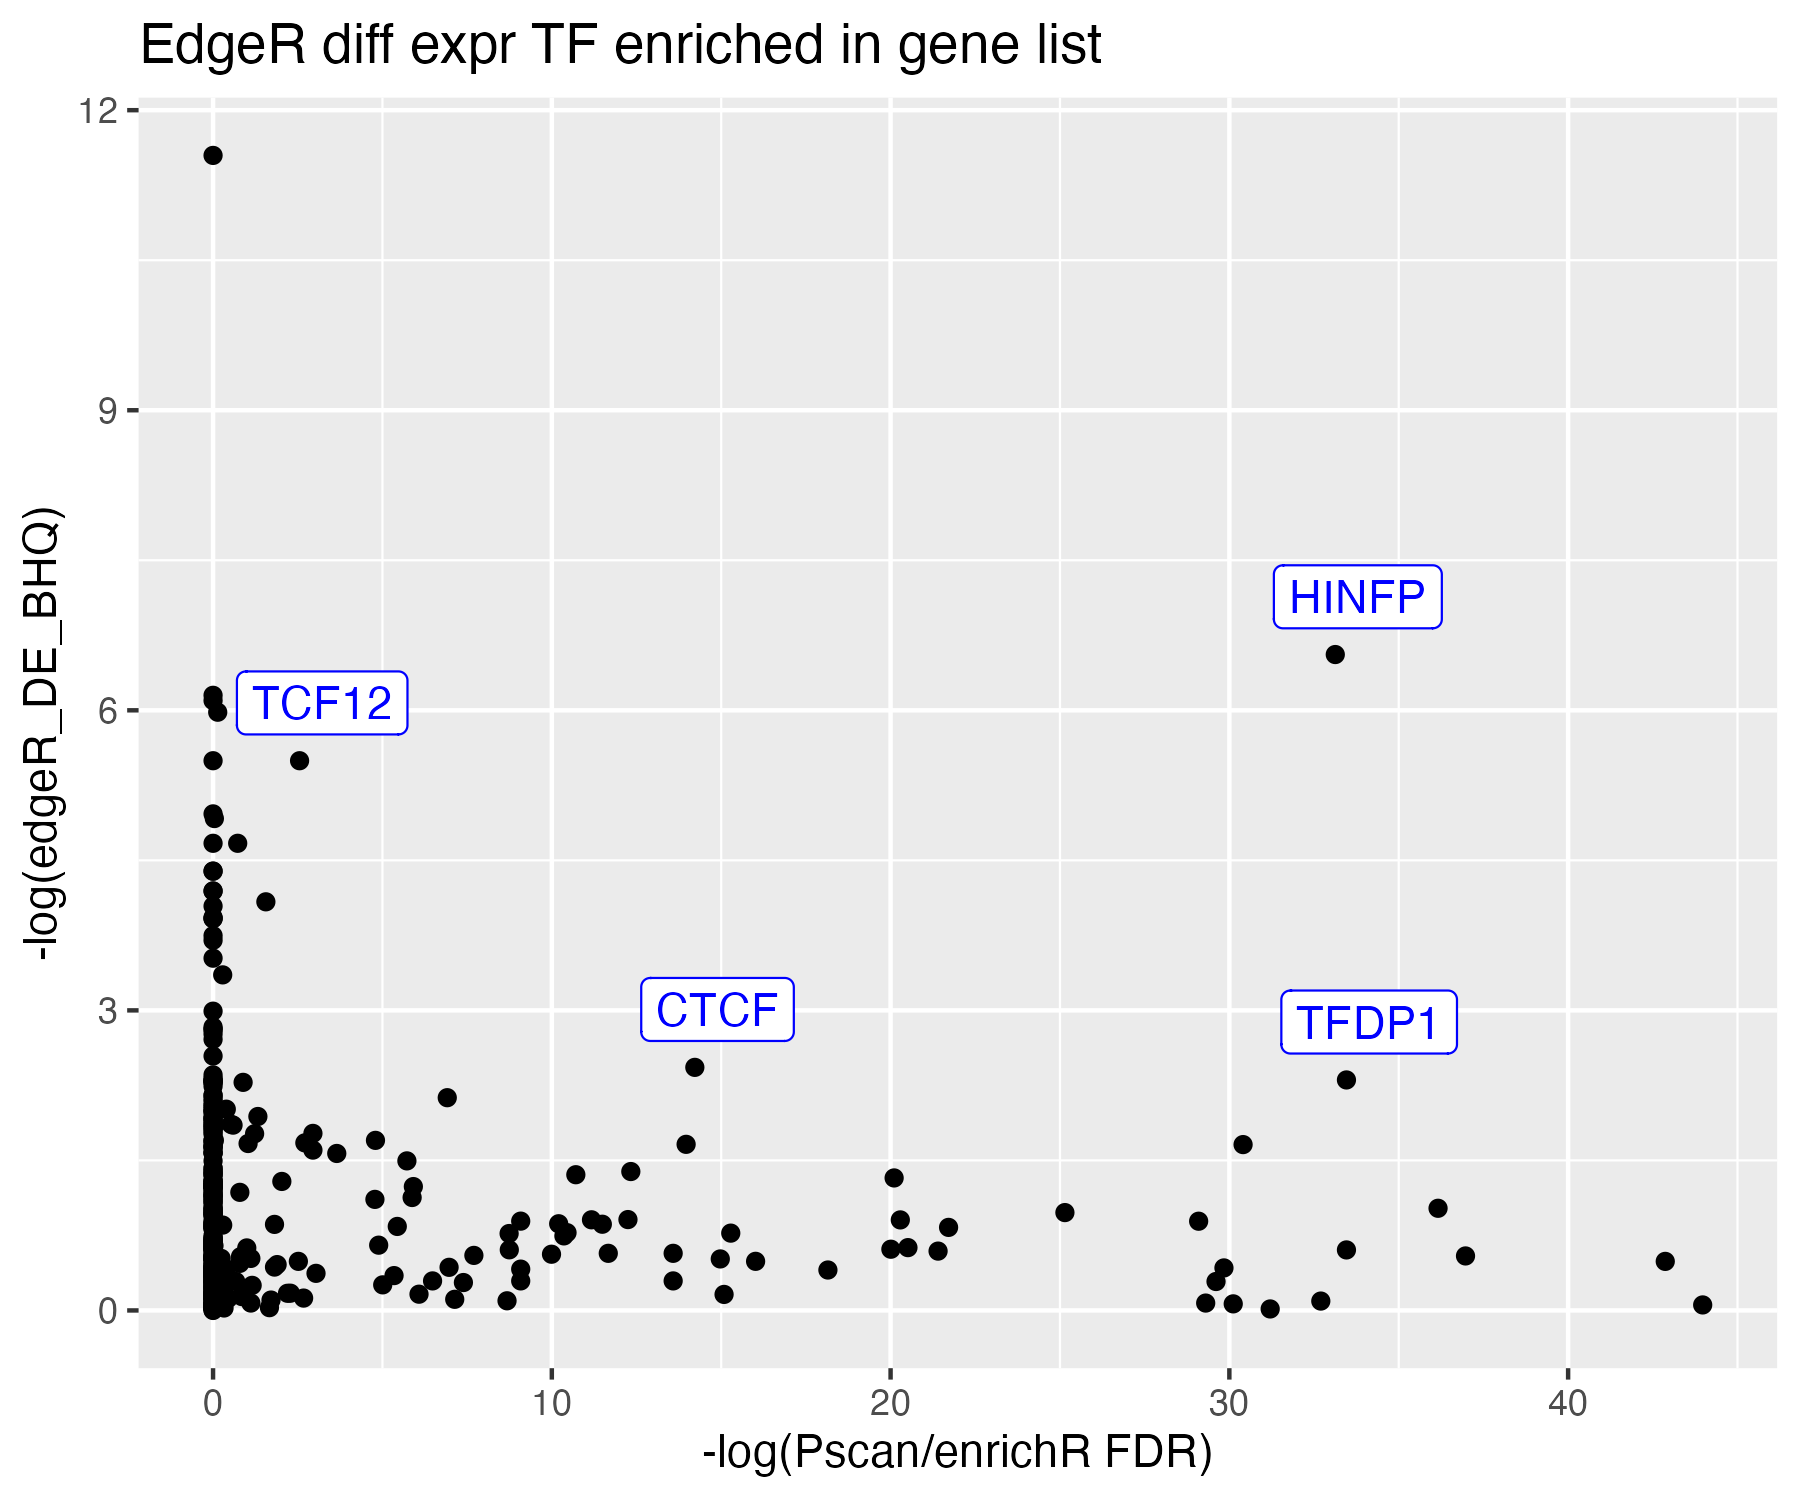 EdgeR diff expr TF enriched in gene list
12
9
6
3
0
-log(edgeR_DE_BHQ)
HINFP
TCF12
CTCF
TFDP1
0
10
20
30
40
-log(Pscan/enrichR FDR)